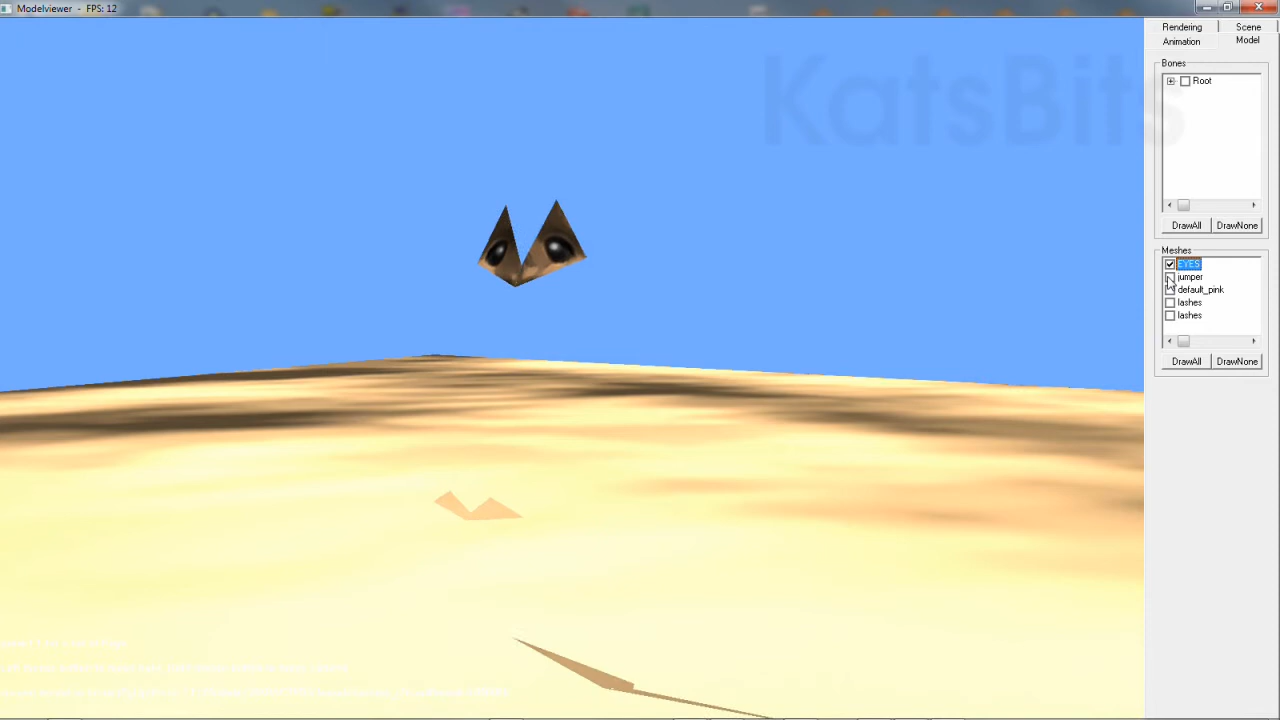 Modelviewer - FPS: 12
Rendering Scene
Animation Model
KatsBits
Bones
Root
DrawAll DrawNone
Meshes
EYES
jumper
default_pink
lashes
lashes
DrawAll DrawNone